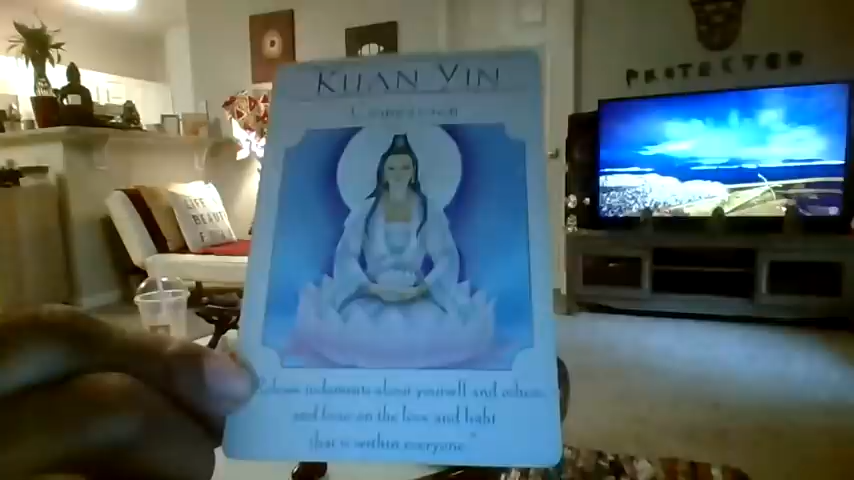 PROTEKTOR
KUAN YIN
Compassion
LIFE
BEAUT
F
"Release judgments about yourself and others,
and focus on the love and light
that is within everyone."